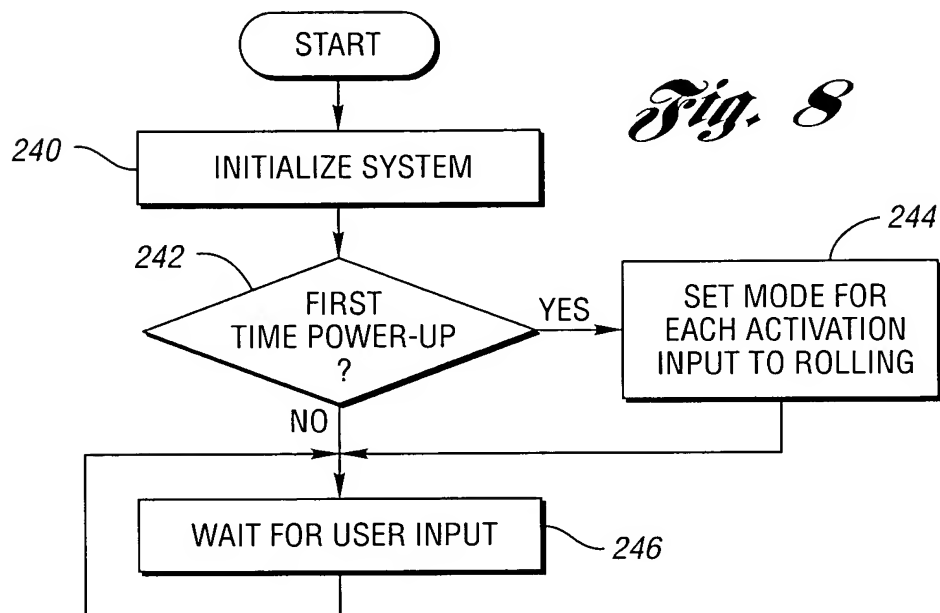 START
Fig. 8
240
INITIALIZE SYSTEM
242
FIRST
TIME POWER-UP
?
YES
NO
244
SET MODE FOR
EACH ACTIVATION
INPUT TO ROLLING
WAIT FOR USER INPUT
246